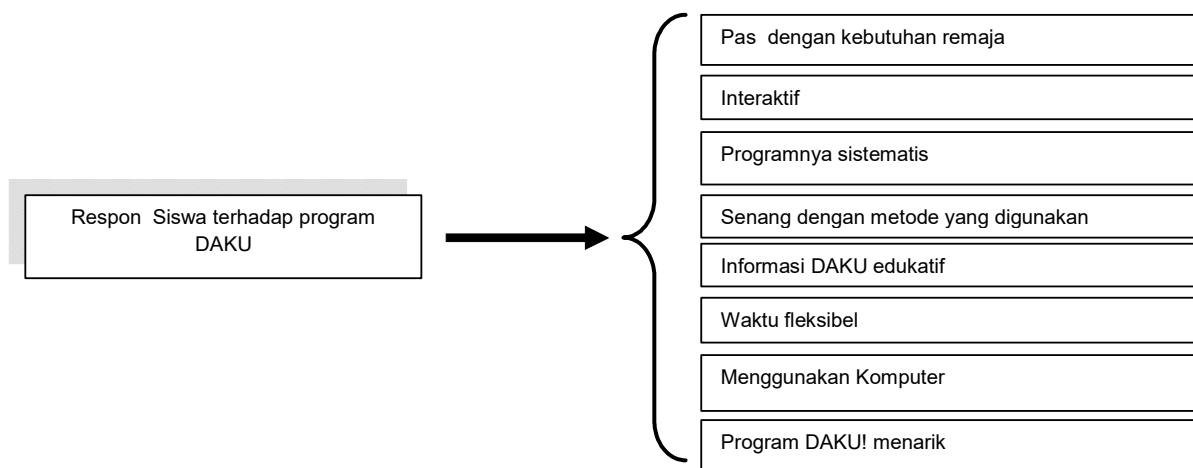 Respon Siswa terhadap program
DAKU
Pas dengan kebutuhan remaja
Interaktif
Programnya sistematis
Senang dengan metode yang digunakan
Informasi DAKU edukatif
Waktu fleksibel
Menggunakan Komputer
Program DAKU! menarik